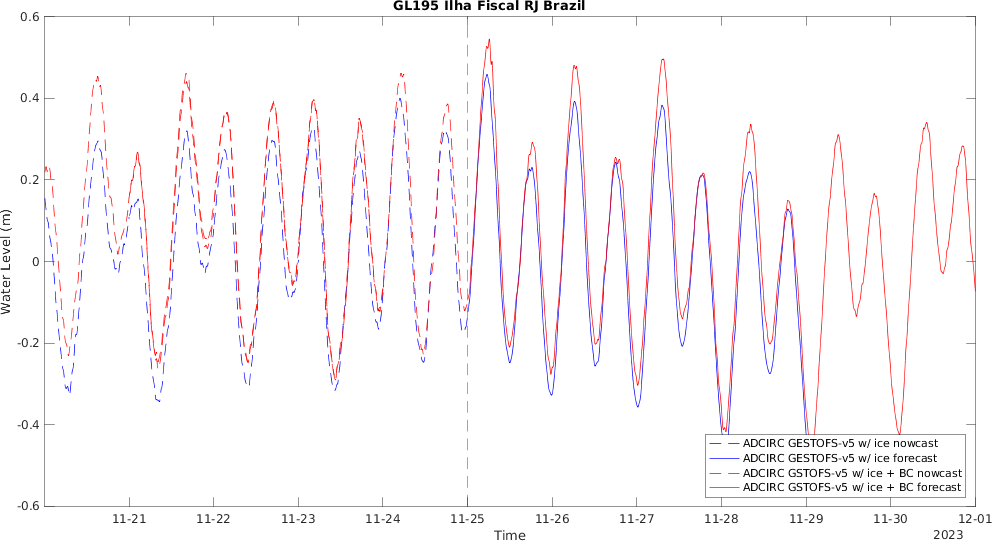 GL195 Ilha Fiscal RJ Brazil
0.6
0.4
0.2
0
-0.2
-0.4
-0.6
Water Level (m)
ADCIRC GESTOFS-v5 w/ ice nowcast
ADCIRC GESTOFS-v5 w/ ice forecast
ADCIRC GSTOFS-v5 w/ ice + BC nowcast
ADCIRC GSTOFS-v5 w/ ice + BC forecast
11-21 11-22 11-23 11-24 11-25 11-26 11-27 11-28 11-29 11-30 12-01
Time
2023